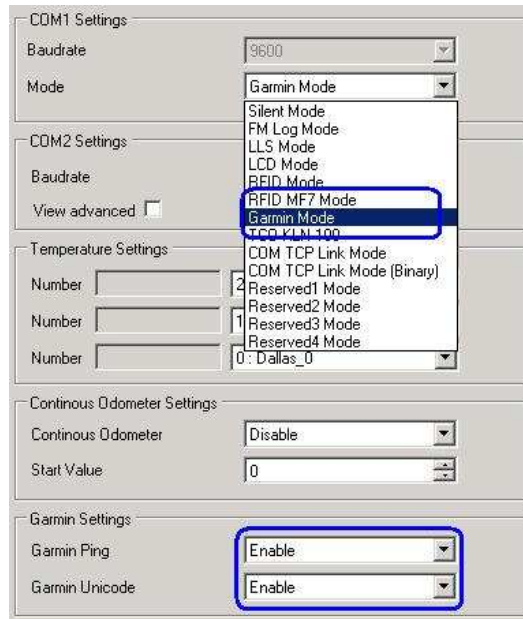 COM1 Settings
Baudrate 9600
Mode Garmin Mode
Silent Mode
FM Log Mode
LLS Mode
LCD Mode
RFID Mode
RFID MF7 Mode
Garmin Mode
TCO KLN 100
COM TCP Link Mode
COM TCP Link Mode (Binary)
Reserved1 Mode
Reserved2 Mode
Reserved3 Mode
Reserved4 Mode
COM2 Settings
Baudrate
View advanced
Temperature Settings
Number 2
Number 1
Number 0 : Dallas_0
Continous Odometer Settings
Continous Odometer Disable
Start Value 0
Garmin Settings
Garmin Ping Enable
Garmin Unicode Enable